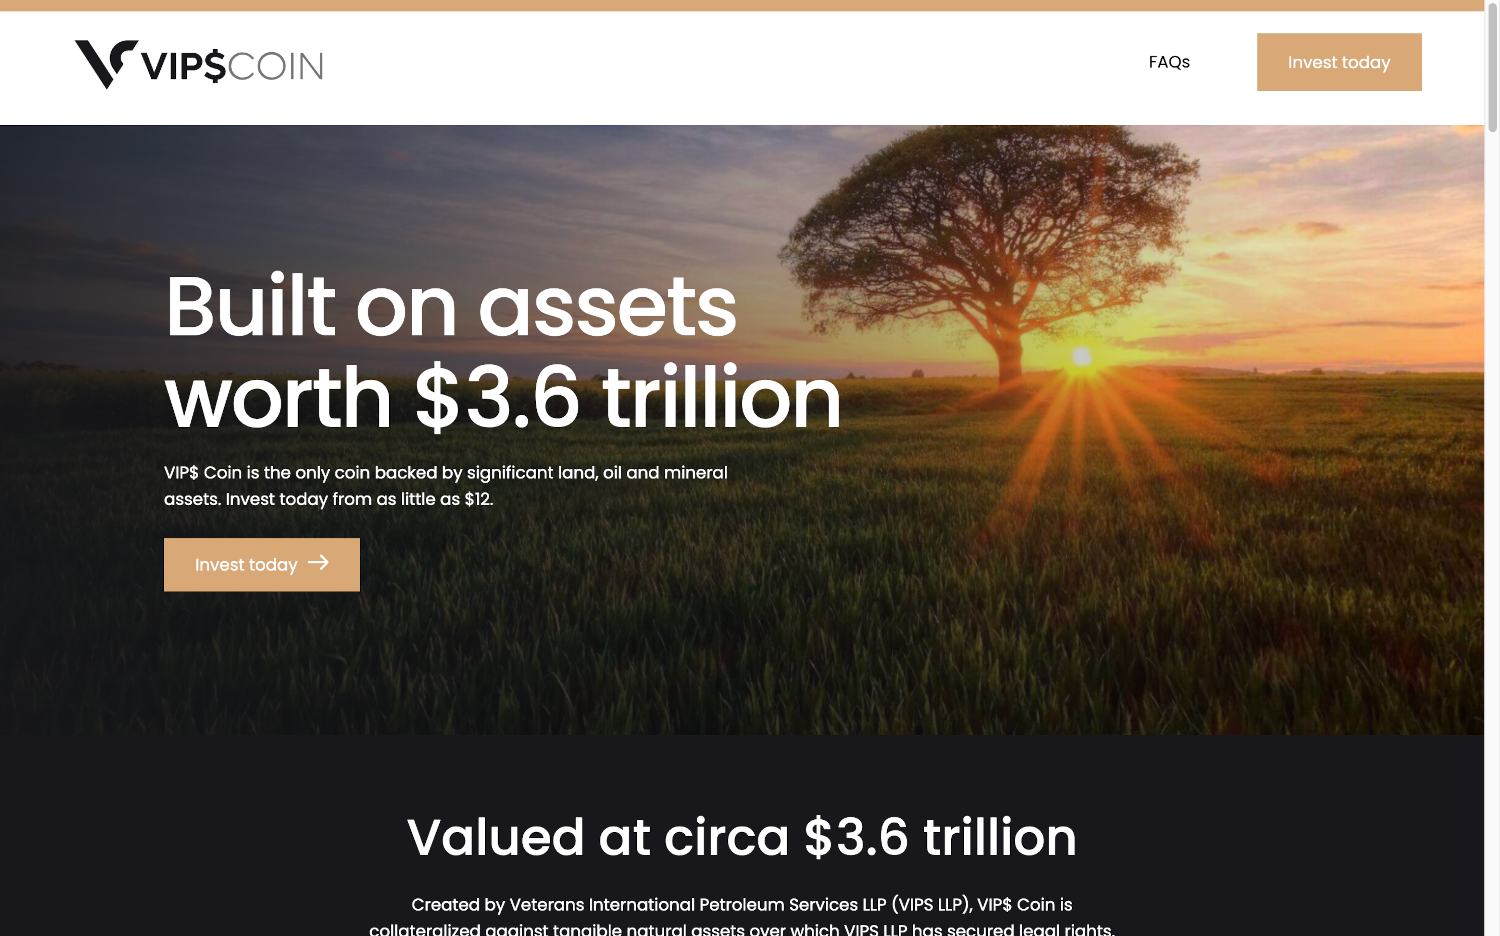 VIP$COIN
FAQs
Invest today
Built on assets
worth $3.6 trillion
VIP$ Coin is the only coin backed by significant land, oil and mineral
assets. Invest today from as little as $12.
Invest today →
Valued at circa $3.6 trillion
Created by Veterans International Petroleum Services LLP (VIPS LLP), VIP$ Coin is
collateralized against tangible natural assets over which VIPS LLP has secured legal rights.